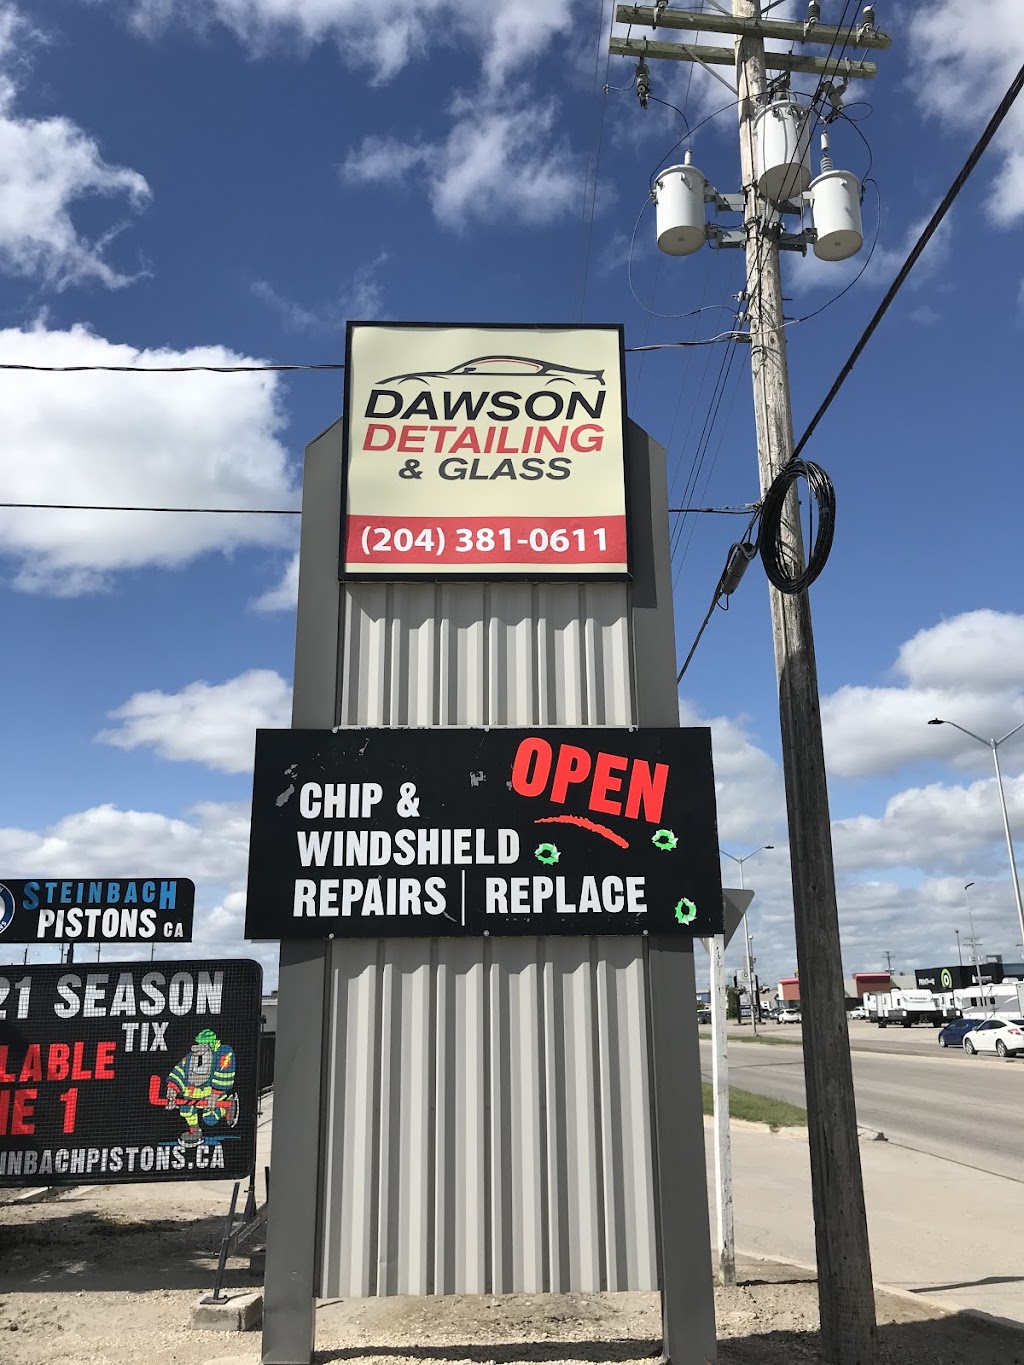 DAWSON
DETAILING
& GLASS
(204) 381-0611
OPEN
CHIP &
WINDSHIELD
REPAIRS | REPLACE
STEINBACH
PISTONS CA
21 SEASON
TIX
LABLE
1
INBACHPISTONS.CA